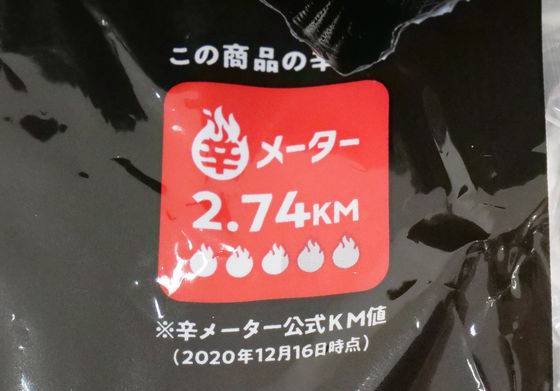 この商品の辛
辛メーター
2.74KM
※辛メーター公式KM値
(2020年12月16日時点)